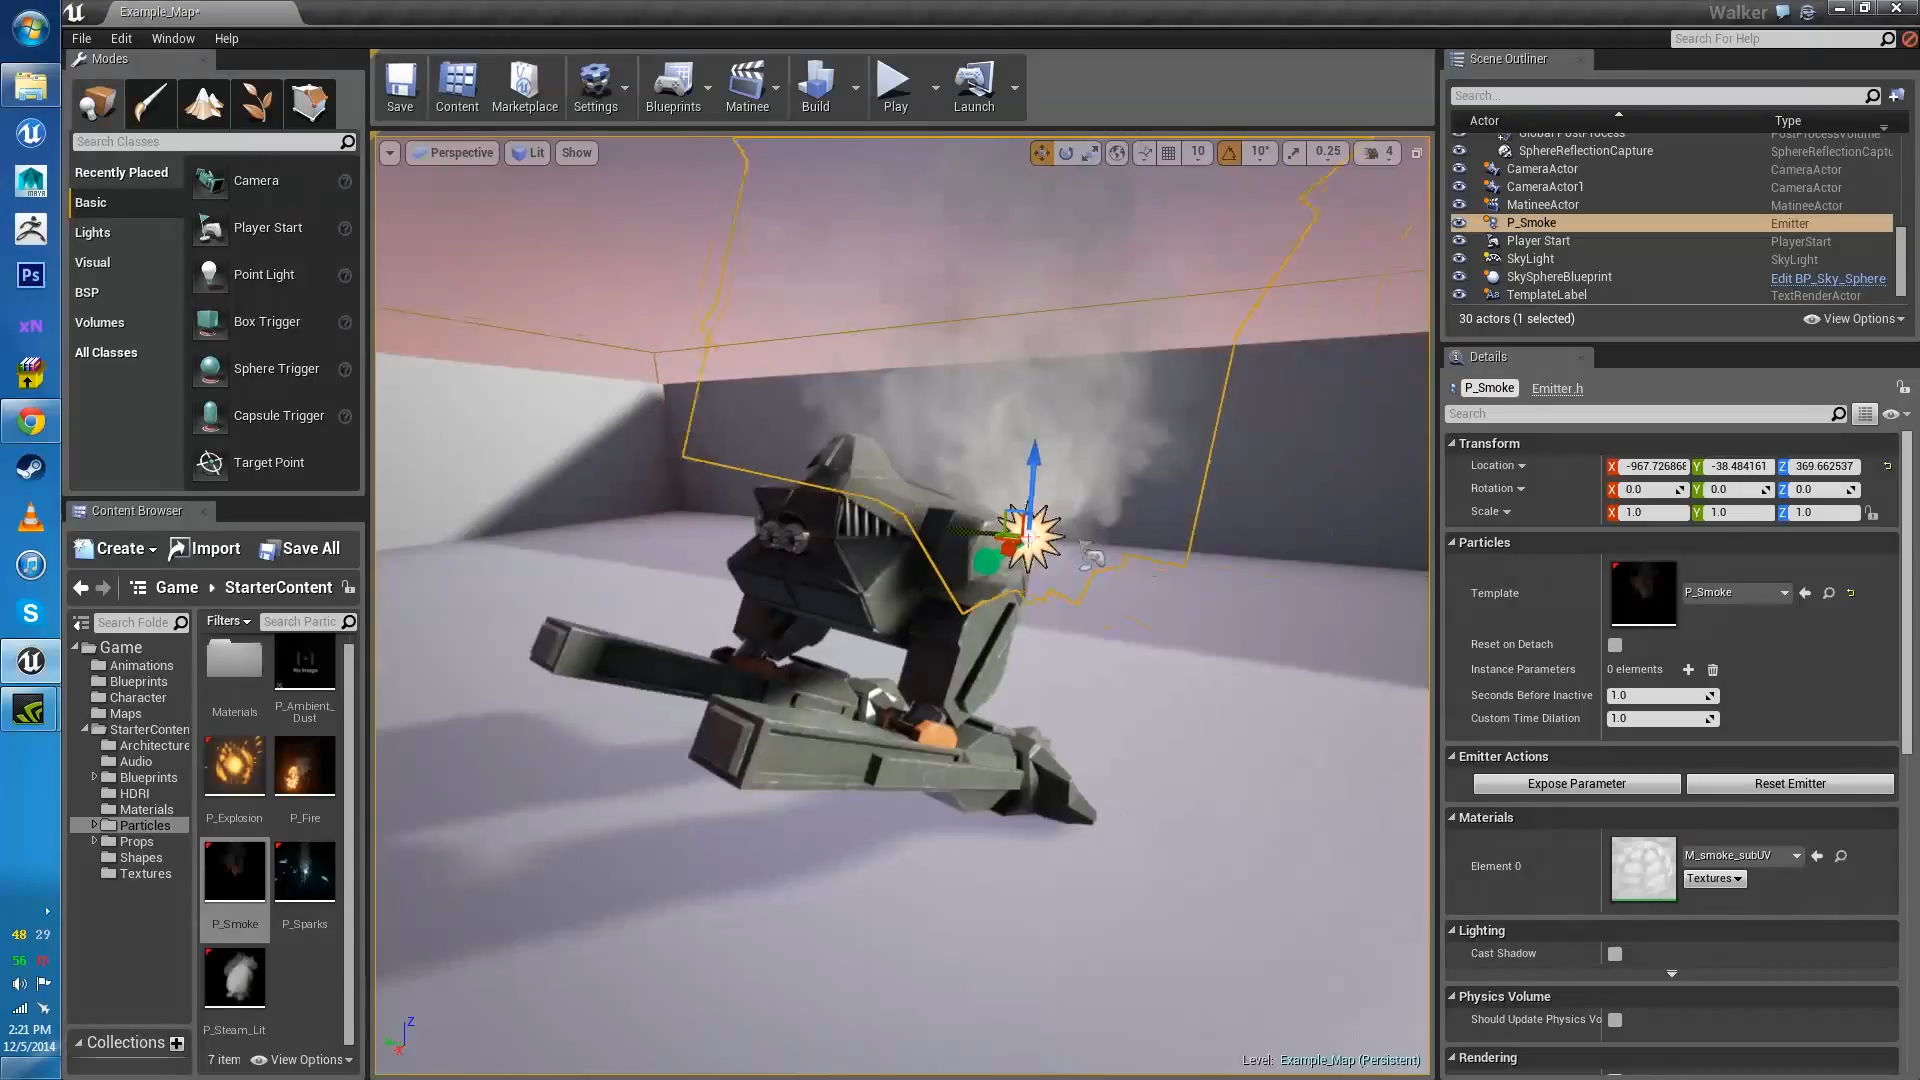 Example_Map*
Walker
File Edit Window Help
Search For Help
Modes
Search Classes
Recently Placed
Basic
Lights
Visual
BSP
Volumes
All Classes
Camera
Player Start
Point Light
Box Trigger
Sphere Trigger
Capsule Trigger
Target Point
Save
Content
Marketplace
Settings
Blueprints
Matinee
Build
Play
Launch
Perspective
Lit
Show
10
10°
0.25
4
Level: Example_Map (Persistent)
Z
X
Content Browser
Create
Import
Save All
Game
StarterContent
Search Folde
Filters
Search Partic
Game
Animations
Blueprints
Character
Maps
StarterConten
Architecture
Audio
Blueprints
HDRI
Materials
Particles
Props
Shapes
Textures
Collections
Materials
P_Ambient_
Dust
P_Explosion
P_Fire
P_Smoke
P_Sparks
P_Steam_Lit
7 item
View Options
Scene Outliner
Search...
Actor Type
Global PostProcess PostProcessVolume
SphereReflectionCapture SphereReflectionCaptu
CameraActor CameraActor
CameraActor1 CameraActor
MatineeActor MatineeActor
P_Smoke Emitter
Player Start PlayerStart
SkyLight SkyLight
SkySphereBlueprint Edit BP_Sky_Sphere
TemplateLabel TextRenderActor
30 actors (1 selected)
View Options
Details
P_Smoke Emitter.h
Search
Transform
Location X -967.726868 Y -38.484161 Z 369.662537
Rotation X 0.0 Y 0.0 Z 0.0
Scale X 1.0 Y 1.0 Z 1.0
Particles
Template P_Smoke
Reset on Detach
Instance Parameters 0 elements
Seconds Before Inactive 1.0
Custom Time Dilation 1.0
Emitter Actions
Expose Parameter Reset Emitter
Materials
Element 0 M_smoke_subUV
Textures
Lighting
Cast Shadow
Physics Volume
Should Update Physics Vo
Rendering
MAYA
Ps
xN
S
48 29
56
2:21 PM
12/5/2014